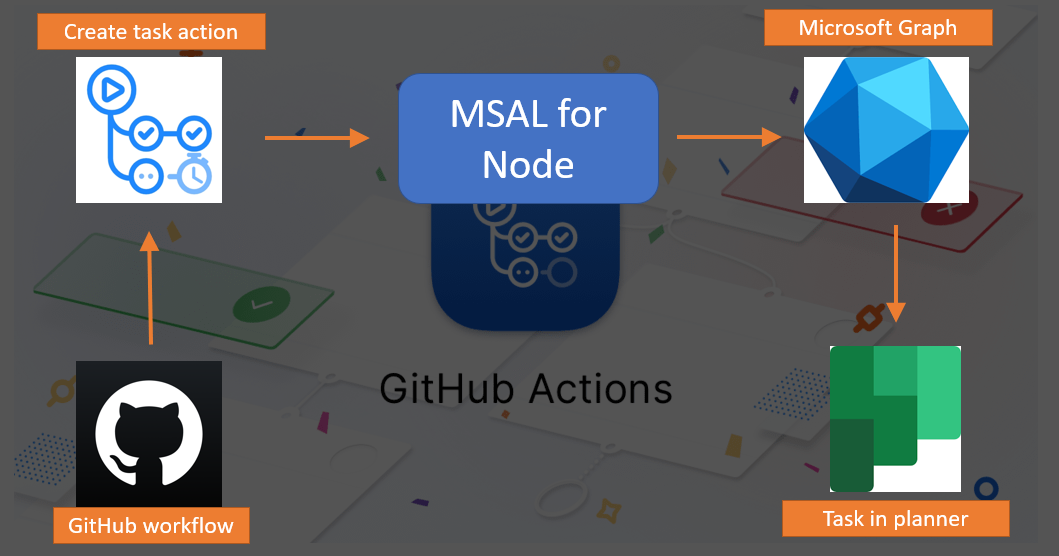 Create task action
Microsoft Graph
MSAL for
Node
GitHub Actions
GitHub workflow
Task in planner